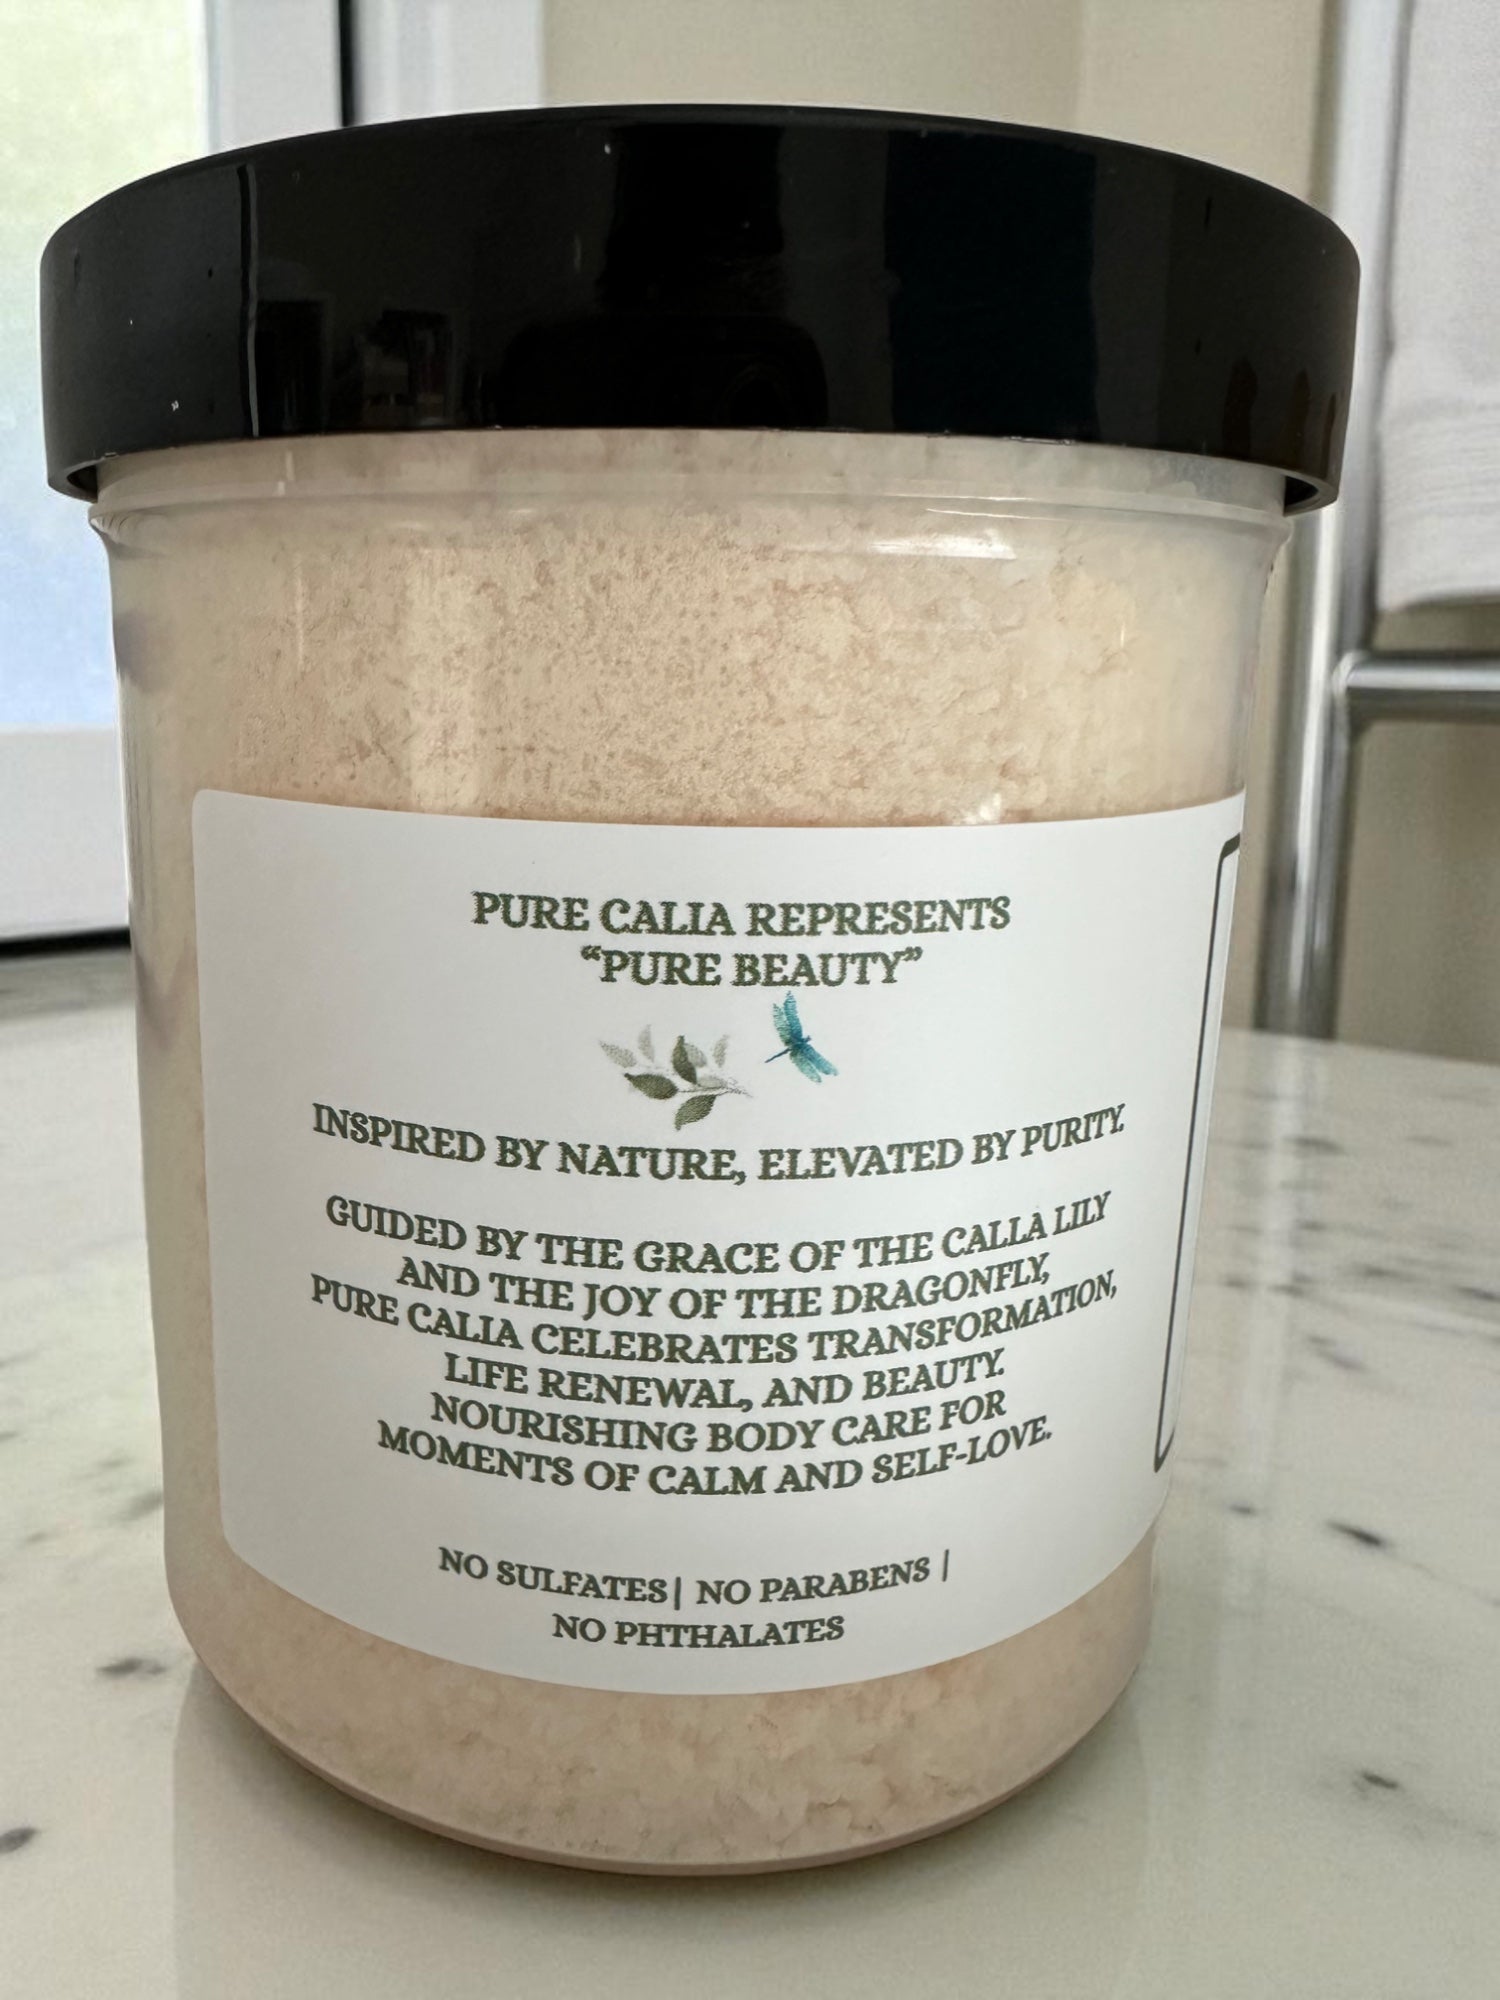 PURE CALIA REPRESENTS
“PURE BEAUTY”
INSPIRED BY NATURE, ELEVATED BY PURITY.
GUIDED BY THE GRACE OF THE CALLA LILY
AND THE JOY OF THE DRAGONFLY,
PURE CALIA CELEBRATES TRANSFORMATION,
LIFE RENEWAL, AND BEAUTY.
NOURISHING BODY CARE FOR
MOMENTS OF CALM AND SELF-LOVE.
NO SULFATES| NO PARABENS |
NO PHTHALATES